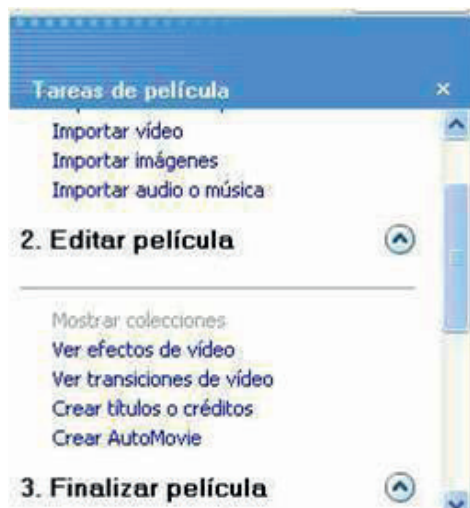 Tareas de película
Importar vídeo
Importar imágenes
Importar audio o música
2. Editar película
Mostrar colecciones
Ver efectos de vídeo
Ver transiciones de vídeo
Crear títulos o créditos
Crear AutoMovie
3. Finalizar película